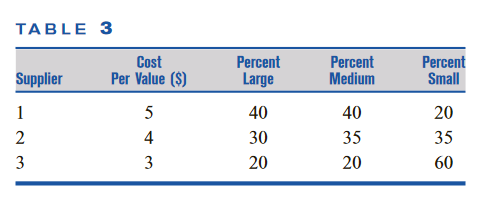 TABLE 3
Supplier Cost Per Value ($) Percent Large Percent Medium Percent Small
1 5 40 40 20
2 4 30 35 35
3 3 20 20 60